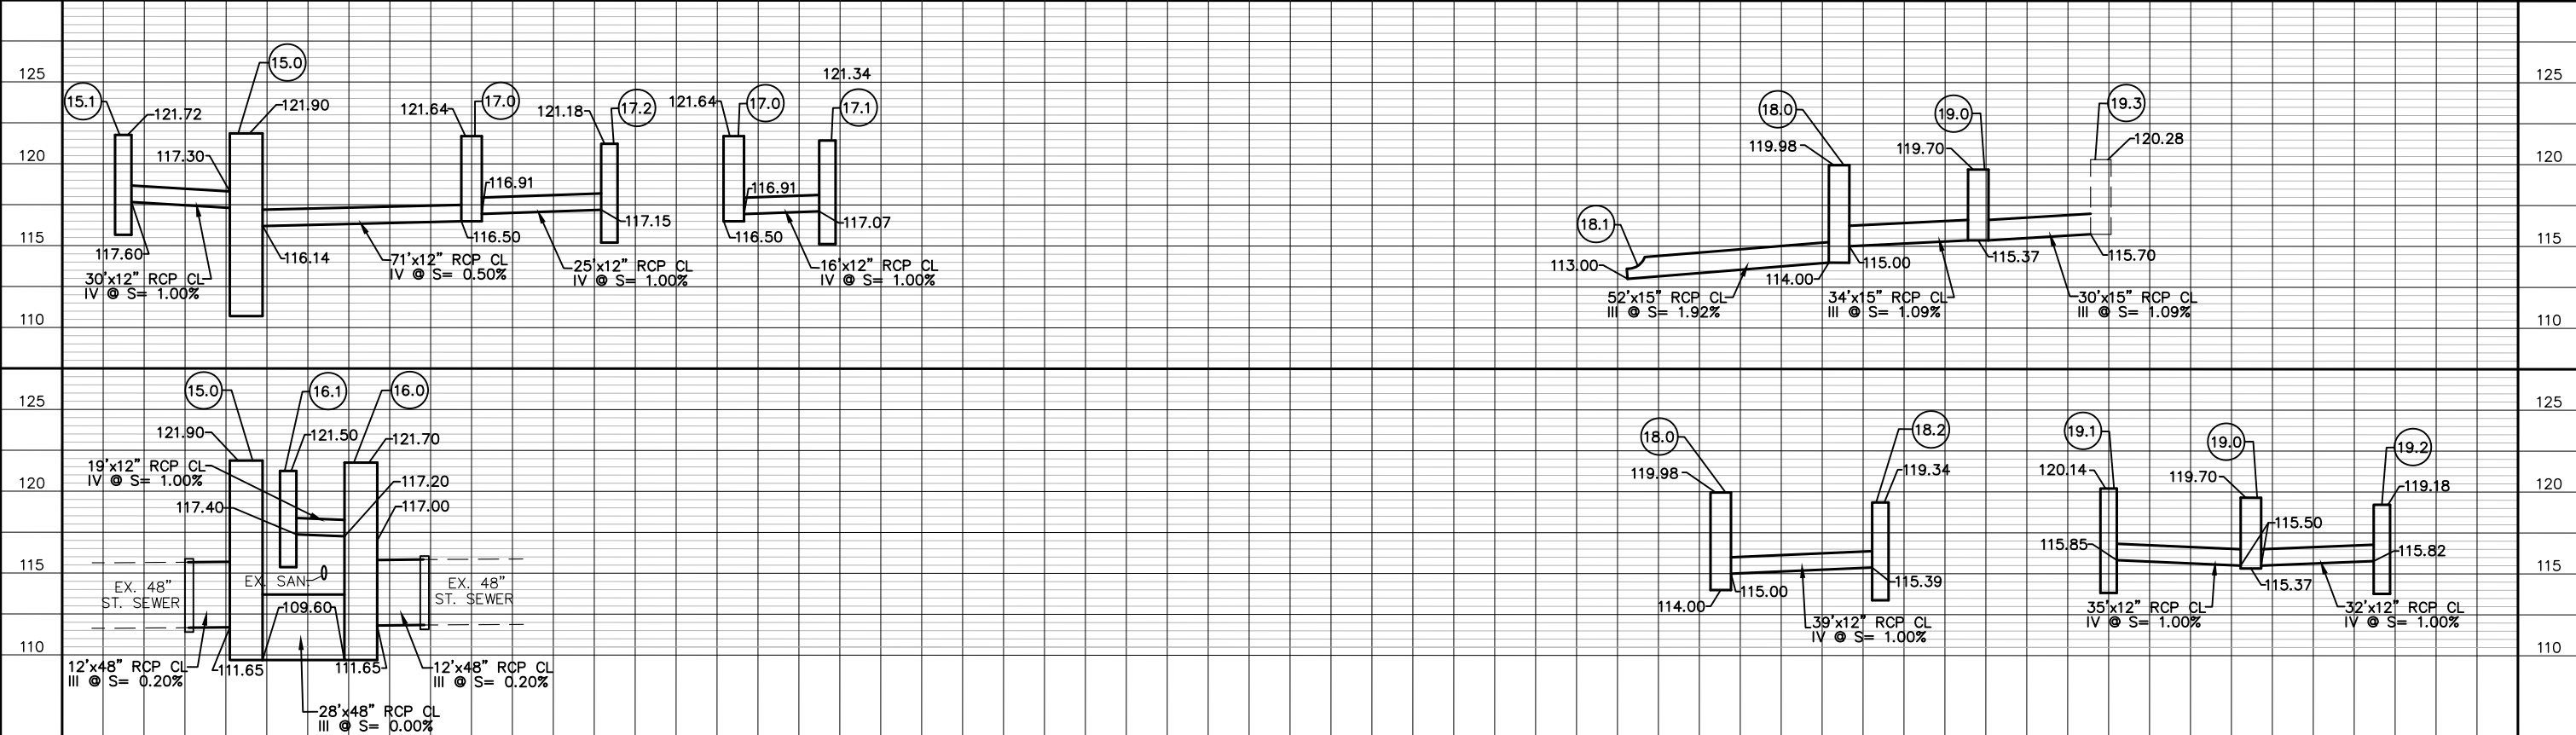 125
120
115
110
15.1
121.72
15.0
121.90
117.30
117.60
30'x12" RCP CL
IV @ S= 1.00%
116.14
71'x12" RCP CL
IV @ S= 0.50%
121.64
17.0
116.50
116.91
25'x12" RCP CL
IV @ S= 1.00%
121.18
17.2
117.15
121.64
17.0
116.91
116.50
16'x12" RCP CL
IV @ S= 1.00%
121.34
17.1
117.07
18.1
113.00
52'x15" RCP CL
III @ S= 1.92%
18.0
119.98
114.00
115.00
34'x15" RCP CL
III @ S= 1.09%
19.0
119.70
115.37
30'x15" RCP CL
III @ S= 1.09%
19.3
120.28
115.70
125
120
115
110
125
120
115
110
15.0
121.90
16.1
121.50
16.0
121.70
19'x12" RCP CL
IV @ S= 1.00%
117.40
117.20
117.00
EX. 48"
ST. SEWER
EX. SAN.
109.60
EX. 48"
ST. SEWER
12'x48" RCP CL
III @ S= 0.20%
111.65
111.65
12'x48" RCP CL
III @ S= 0.20%
28'x48" RCP CL
III @ S= 0.00%
18.0
119.98
114.00
115.00
39'x12" RCP CL
IV @ S= 1.00%
18.2
119.34
115.39
19.1
120.14
115.85
35'x12" RCP CL
IV @ S= 1.00%
19.0
119.70
115.50
115.37
32'x12" RCP CL
IV @ S= 1.00%
19.2
119.18
115.82
125
120
115
110